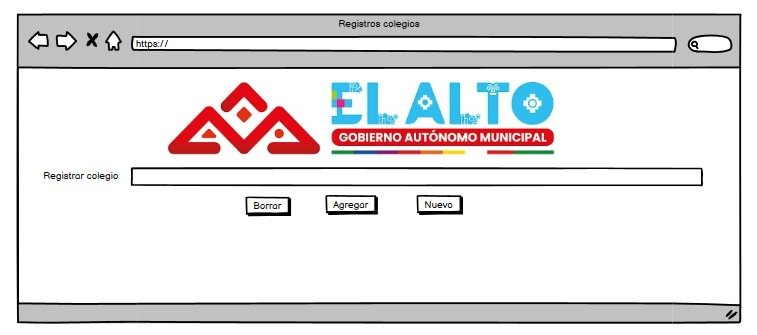 Registros colegios
https://
EL ALTO
GOBIERNO AUTÓNOMO MUNICIPAL
Registrar colegio
Borrar
Agregar
Nuevo